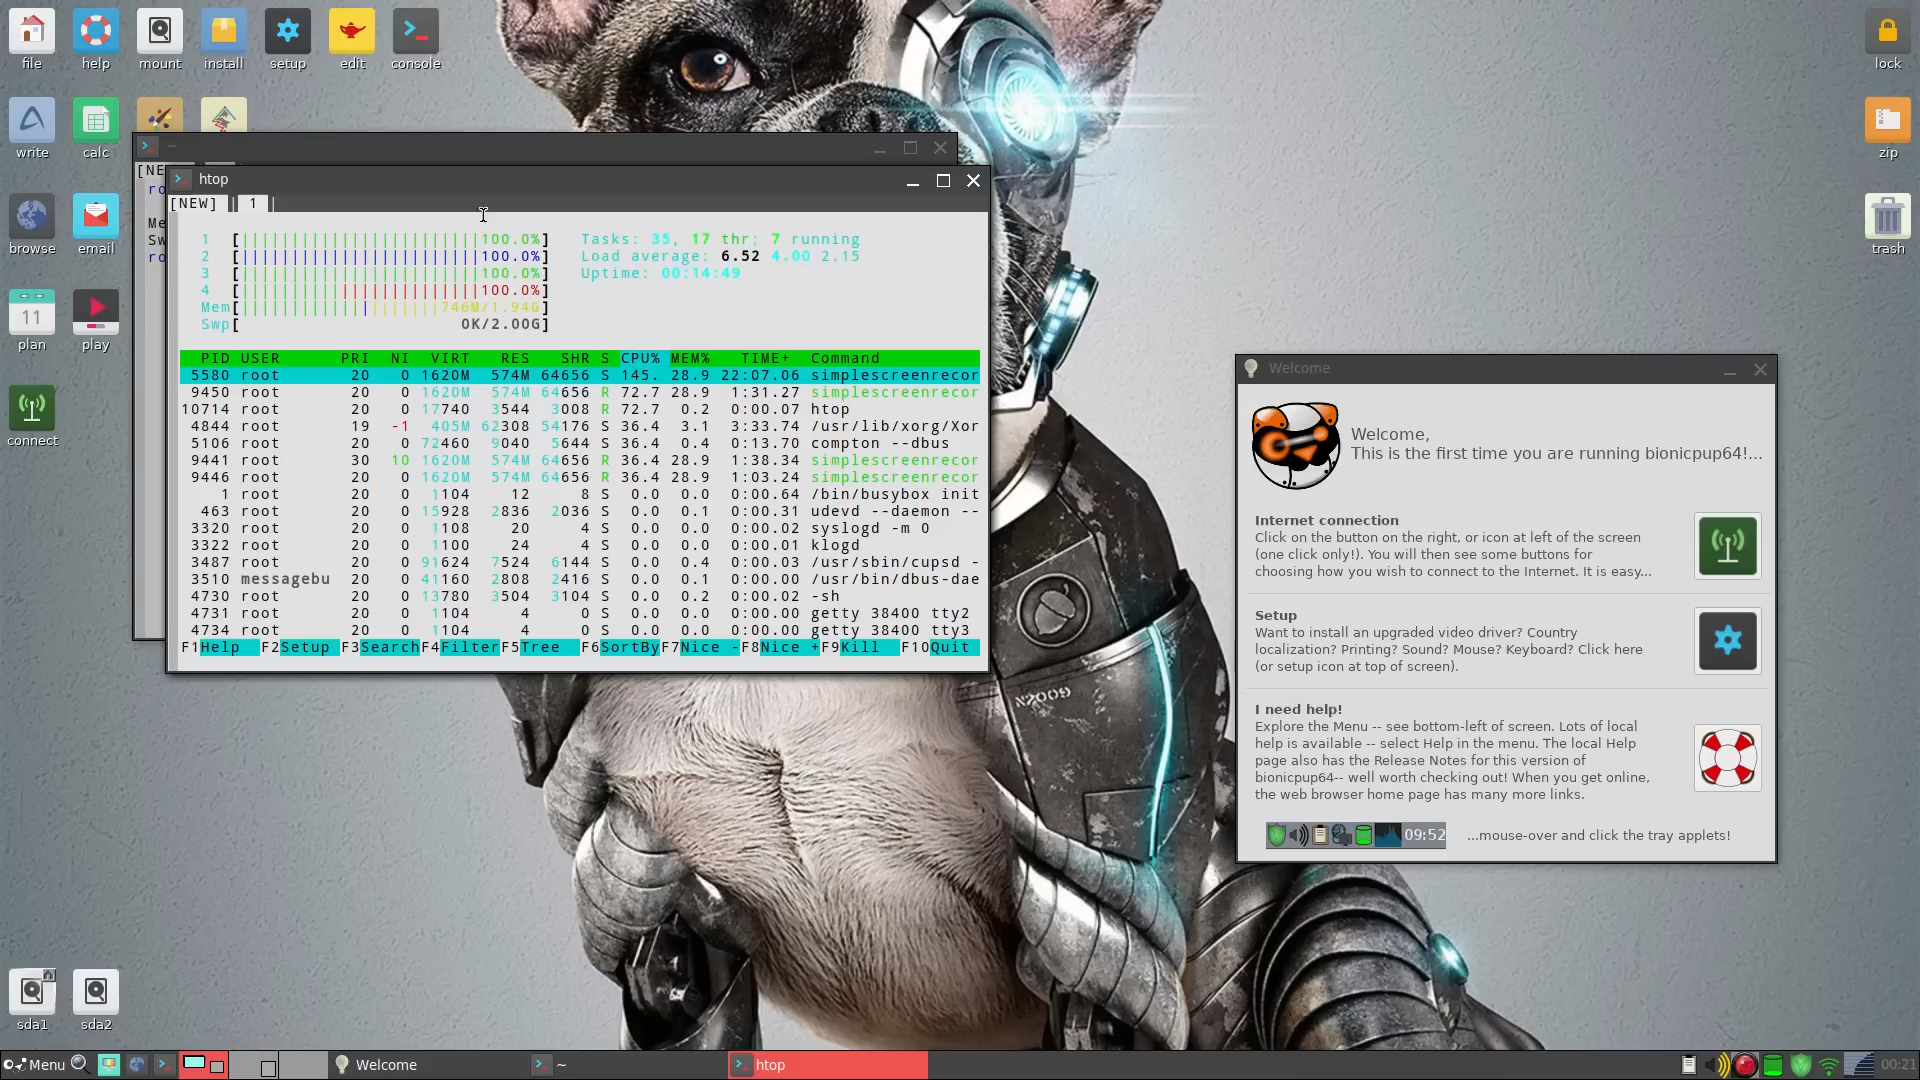 file
help
mount
install
setup
edit
console
lock
write
calc
zip
browse
email
trash
11
plan
play
connect
~
[NE
ro
Me
Sw
ro
htop
[NEW] | 1 |
1 [100.0%] Tasks: 35, 17 thr; 7 running
2 [100.0%] Load average: 6.52 4.00 2.15
3 [100.0%] Uptime: 00:14:49
4 [100.0%]
Mem[746M/1.94G]
Swp[0K/2.00G]
PID USER PRI NI VIRT RES SHR S CPU% MEM% TIME+ Command
5580 root 20 0 1620M 574M 64656 S 145. 28.9 22:07.06 simplescreenrecor
9450 root 20 0 1620M 574M 64656 R 72.7 28.9 1:31.27 simplescreenrecor
10714 root 20 0 17740 3544 3008 R 72.7 0.2 0:00.07 htop
4844 root 19 -1 405M 62308 54176 S 36.4 3.1 3:33.74 /usr/lib/xorg/Xor
5106 root 20 0 72460 9040 5644 S 36.4 0.4 0:13.70 compton --dbus
9441 root 30 10 1620M 574M 64656 R 36.4 28.9 1:38.34 simplescreenrecor
9446 root 20 0 1620M 574M 64656 R 36.4 28.9 1:03.24 simplescreenrecor
1 root 20 0 1104 12 8 S 0.0 0.0 0:00.64 /bin/busybox init
463 root 20 0 15928 2836 2036 S 0.0 0.1 0:00.31 udevd --daemon --
3320 root 20 0 1108 20 4 S 0.0 0.0 0:00.02 syslogd -m 0
3322 root 20 0 1100 24 4 S 0.0 0.0 0:00.01 klogd
3487 root 20 0 91624 7524 6144 S 0.0 0.4 0:00.03 /usr/sbin/cupsd -
3510 messagebu 20 0 41160 2808 2416 S 0.0 0.1 0:00.00 /usr/bin/dbus-dae
4730 root 20 0 13780 3504 3104 S 0.0 0.2 0:00.02 -sh
4731 root 20 0 1104 4 0 S 0.0 0.0 0:00.00 getty 38400 tty2
4734 root 20 0 1104 4 0 S 0.0 0.0 0:00.00 getty 38400 tty3
F1Help F2Setup F3SearchF4FilterF5Tree F6SortByF7Nice -F8Nice +F9Kill F10Quit
N2009
Welcome
Welcome,
This is the first time you are running bionicpup64!...
Internet connection
Click on the button on the right, or icon at left of the screen
(one click only!). You will then see some buttons for
choosing how you wish to connect to the Internet. It is easy...
Setup
Want to install an upgraded video driver? Country
localization? Printing? Sound? Mouse? Keyboard? Click here
(or setup icon at top of screen).
I need help!
Explore the Menu -- see bottom-left of screen. Lots of local
help is available -- select Help in the menu. The local Help
page also has the Release Notes for this version of
bionicpup64-- well worth checking out! When you get online,
the web browser home page has many more links.
09:52 ...mouse-over and click the tray applets!
sda1
sda2
Menu
Welcome
~
htop
00:21